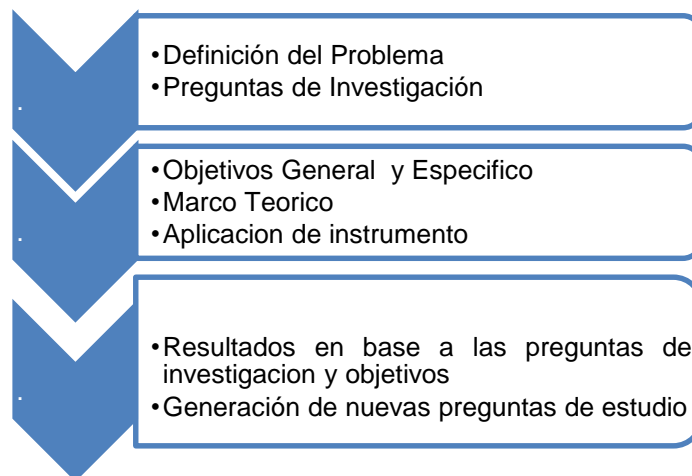 •Definición del Problema
•Preguntas de Investigación
.
•Objetivos General y Especifico
•Marco Teorico
•Aplicacion de instrumento
.
•Resultados en base a las preguntas de
investigacion y objetivos
•Generación de nuevas preguntas de estudio
.